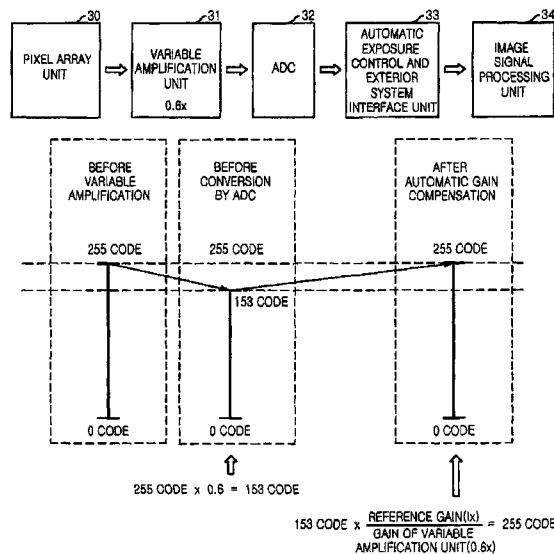 30
31
32
33
34
PIXEL ARRAY
UNIT
VARIABLE
AMPLIFICATION
UNIT
0.6x
ADC
AUTOMATIC
EXPOSURE
CONTROL AND
EXTERIOR
SYSTEM
INTERFACE UNIT
IMAGE
SIGNAL
PROCESSING
UNIT
BEFORE
VARIABLE
AMPLIFICATION
BEFORE
CONVERSION
BY ADC
AFTER
AUTOMATIC GAIN
COMPENSATION
255 CODE
255 CODE
255 CODE
153 CODE
0 CODE
0 CODE
0 CODE
255 CODE x 0.6 = 153 CODE
153 CODE x REFERENCE GAIN(1x) = 255 CODE
GAIN OF VARIABLE
AMPLIFICATION UNIT(0.6x)